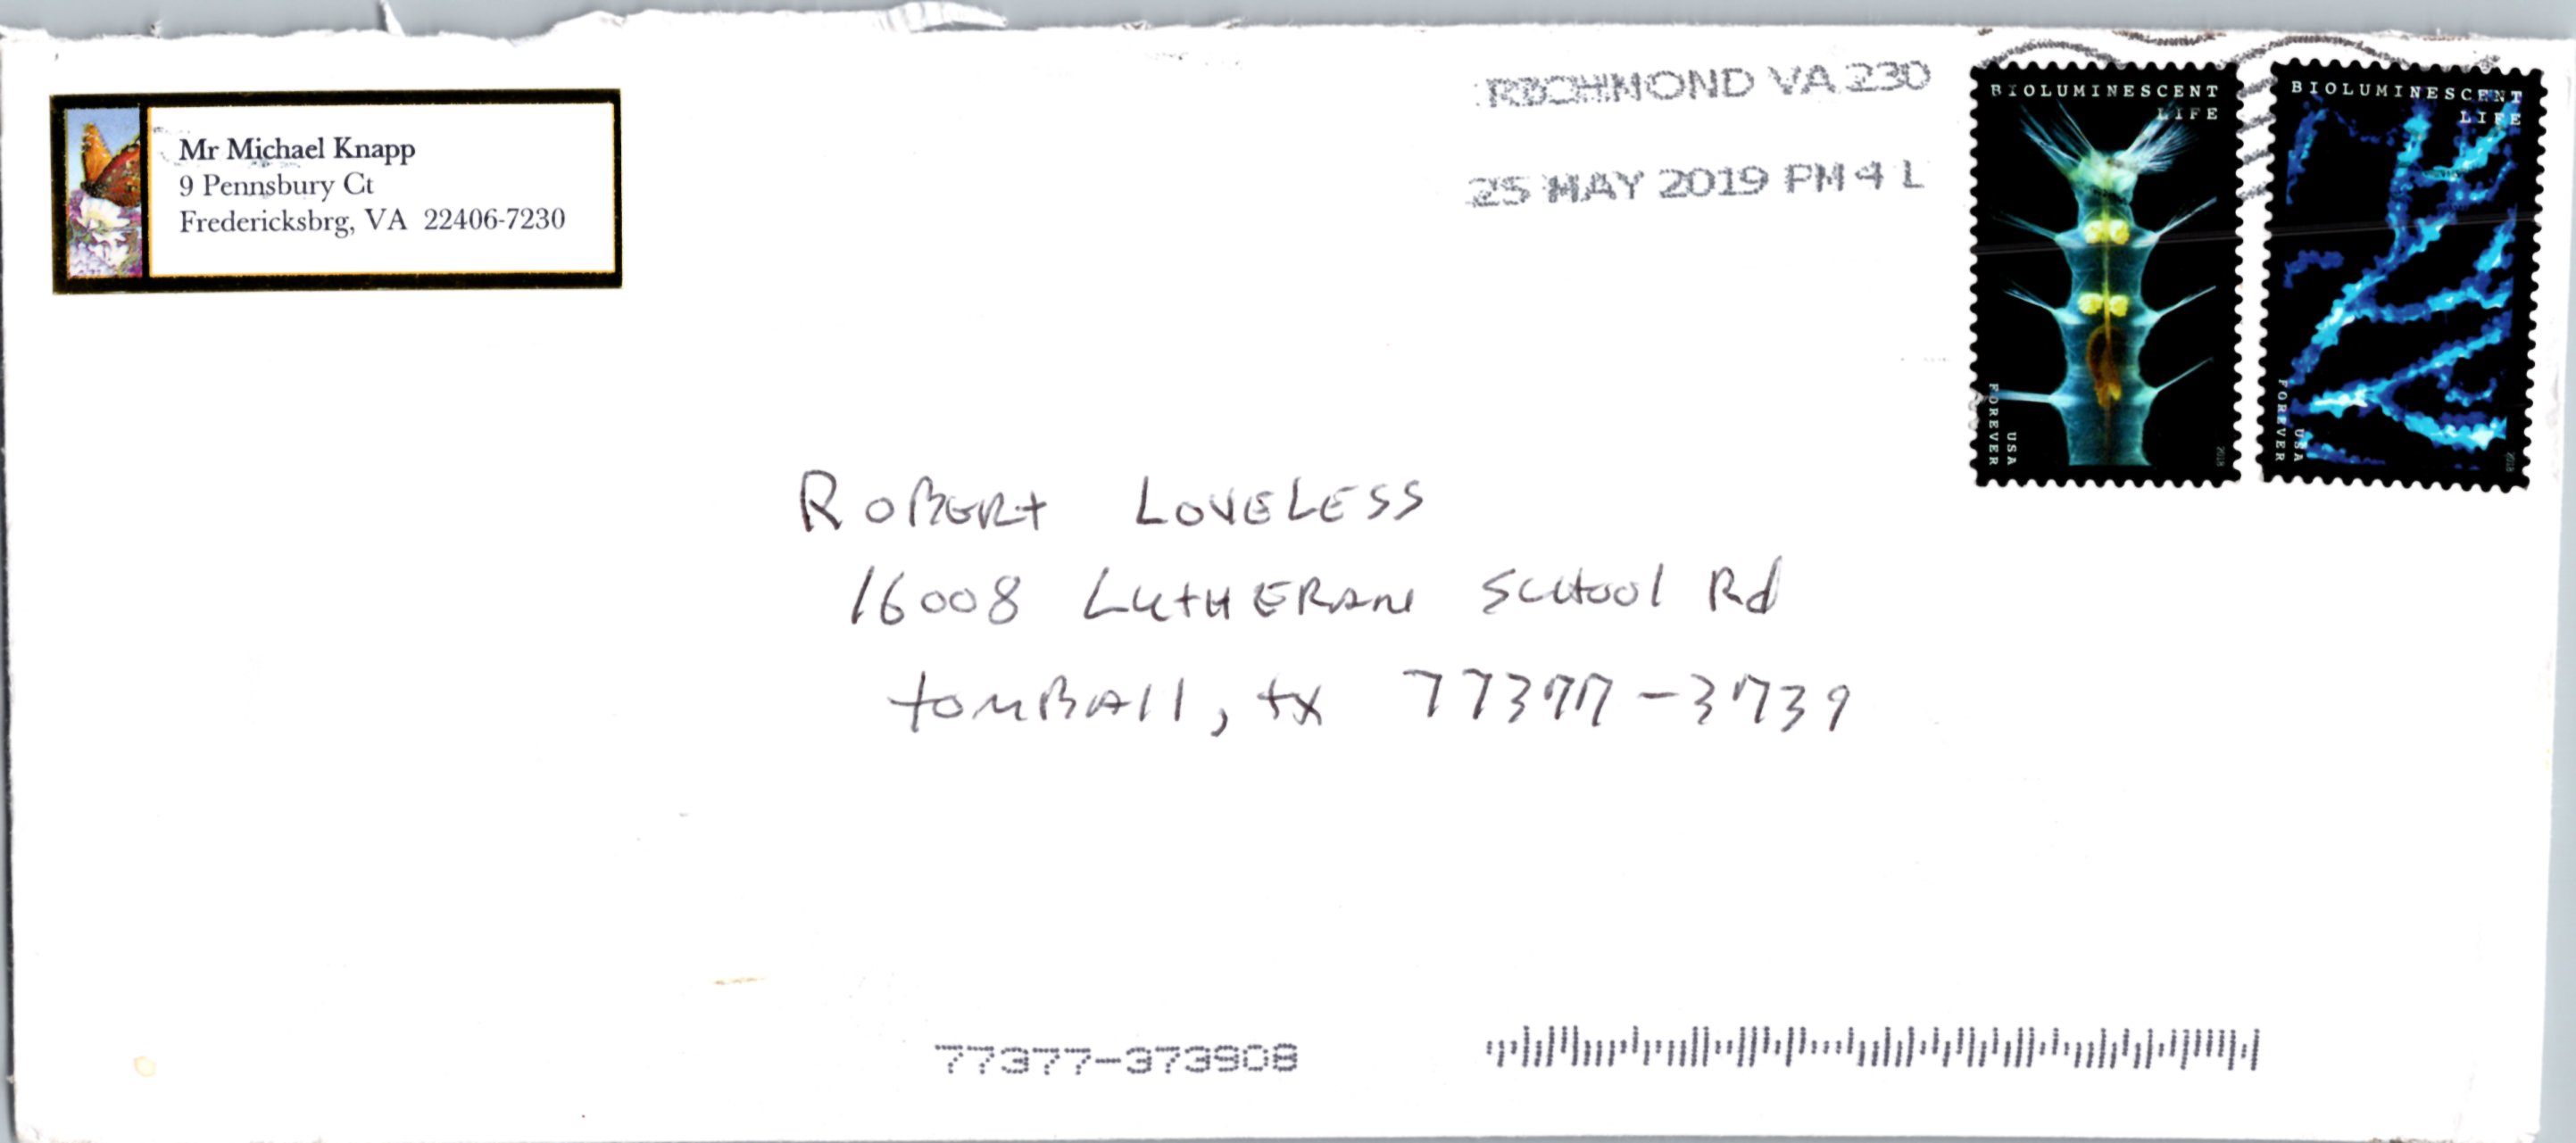 Mr Michael Knapp
9 Pennsbury Ct
Fredericksbrg, VA 22406-7230
RICHMOND VA 230
25 MAY 2019 PM 4 L
BIOLUMINESCENT
LIFE
FOREVER
USA
2018
BIOLUMINESCENT
LIFE
FOREVER
USA
2018
ROBERt LOVELESS
16008 LUtHERAN SCHOOl Rd
tomBAll, tx 77377-3739
77377-373908